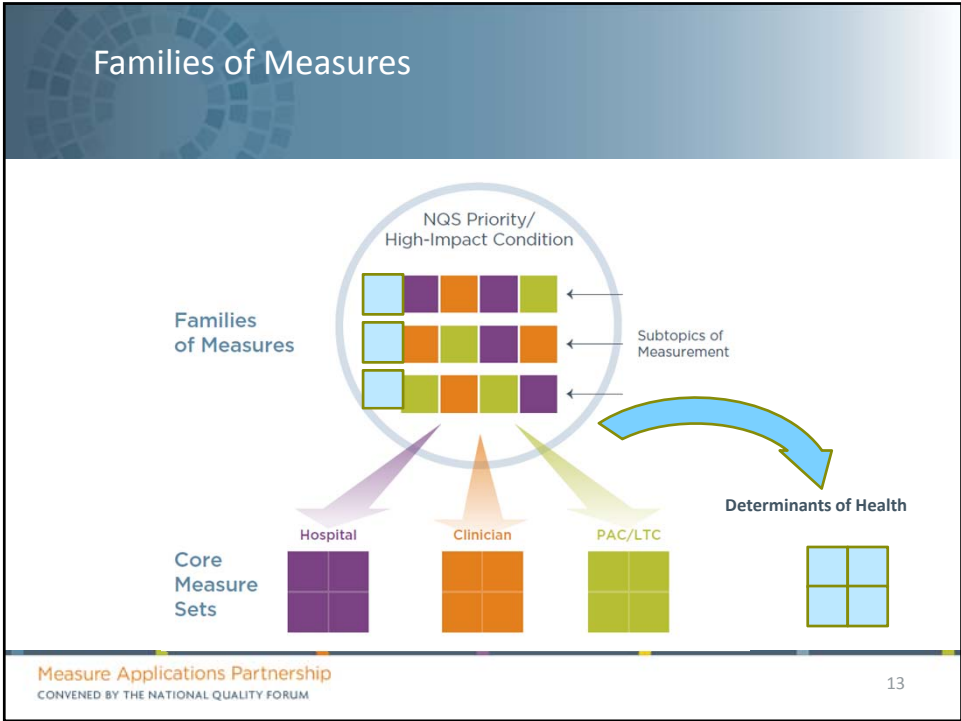 Families of Measures
NQS Priority/
High-Impact Condition
Families
of Measures
Subtopics of
Measurement
Determinants of Health
Hospital
Clinician
PAC/LTC
Core
Measure
Sets
Measure Applications Partnership
CONVENED BY THE NATIONAL QUALITY FORUM
13